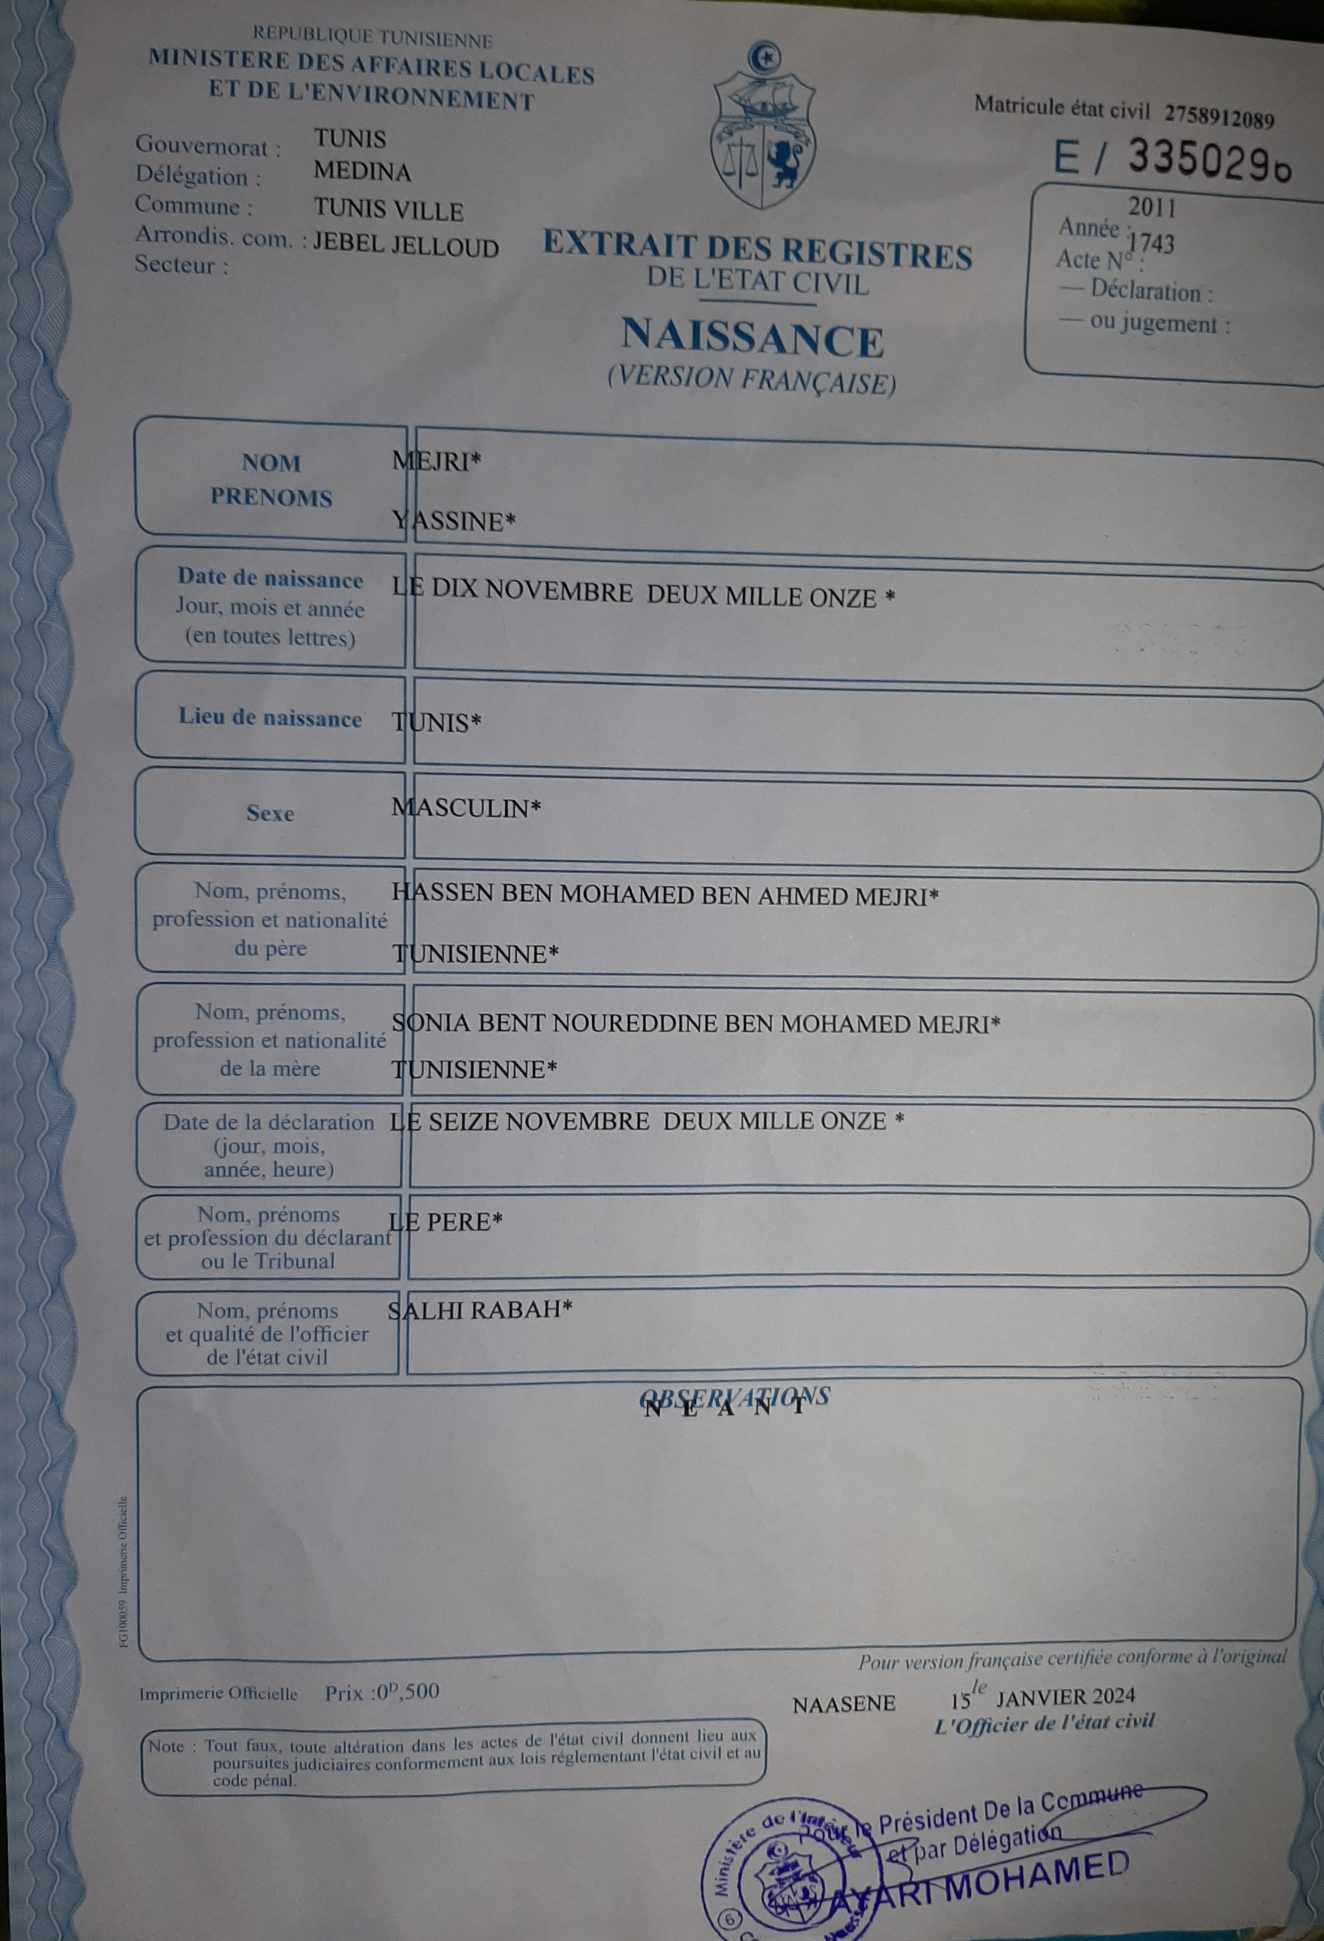 REPUBLIQUE TUNISIENNE
MINISTERE DES AFFAIRES LOCALES
ET DE L'ENVIRONNEMENT
Gouvernorat : TUNIS
Délégation : MEDINA
Commune : TUNIS VILLE
Arrondis. com. : JEBEL JELLOUD
Secteur :
Matricule état civil 2758912089
E / 335029
2011
Année :
1743
Acte N° :
— Déclaration :
— ou jugement :
EXTRAIT DES REGISTRES
DE L'ETAT CIVIL
NAISSANCE
(VERSION FRANÇAISE)
NOM MEJRI*
PRENOMS YASSINE*
Date de naissance LE DIX NOVEMBRE DEUX MILLE ONZE *
Jour, mois et année
(en toutes lettres)
Lieu de naissance TUNIS*
Sexe MASCULIN*
Nom, prénoms, HASSEN BEN MOHAMED BEN AHMED MEJRI*
profession et nationalité
du père TUNISIENNE*
Nom, prénoms, SONIA BENT NOUREDDINE BEN MOHAMED MEJRI*
profession et nationalité
de la mère TUNISIENNE*
Date de la déclaration LE SEIZE NOVEMBRE DEUX MILLE ONZE *
(jour, mois,
année, heure)
Nom, prénoms LE PERE*
et profession du déclarant
ou le Tribunal
Nom, prénoms SALHI RABAH*
et qualité de l'officier
de l'état civil
OBSERVATIONS
N E A N T
FG100059 Imprimerie Officielle
Pour version française certifiée conforme à l'original
Imprimerie Officielle Prix :0D,500
NAASENE 15 le JANVIER 2024
L'Officier de l'état civil
Note : Tout faux, toute altération dans les actes de l'état civil donnent lieu aux
poursuites judiciaires conformement aux lois réglementant l'état civil et au
code pénal.
Pour le Président De la Commune
et par Délégation
AYARI MOHAMED
Ministère de l'Intérieur
6